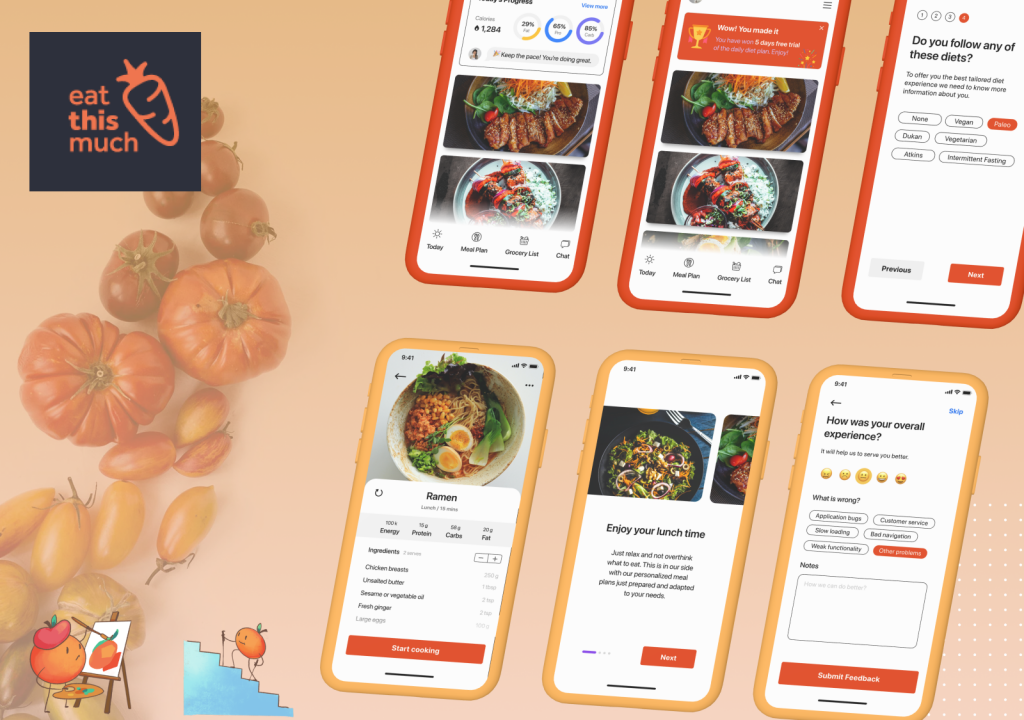 eat
this
much
Today's Progress
View more
Calories
1,284
29%
Fat
65%
Pro
85%
Carb
🎉 Keep the pace! You're doing great.
Today
Meal Plan
Grocery List
Chat
Wow! You made it
You have won 5 days free trial
of the daily diet plan. Enjoy!
Today
Meal Plan
Grocery List
Chat
1 2 3 4
Do you follow any of
these diets?
To offer you the best tailored diet
experience we need to know more
information about you.
None
Vegan
Paleo
Dukan
Vegetarian
Atkins
Intermittent Fasting
Previous
Next
9:41
Ramen
Lunch / 15 mins
100 k
Energy
15 g
Protein
58 g
Carbs
20 g
Fat
Ingredients 2 serves
Chicken breasts 250 g
Unsalted butter 1 tbsp
Sesame or vegetable oil 2 tsp
Fresh ginger 2 tsp
Large eggs
Start cooking
9:41
Enjoy your lunch time
Just relax and not overthink
what to eat. This is in our side
with our personalized meal
plans just prepared and adapted
to your needs.
Next
9:41
Skip
How was your overall
experience?
It will help us to serve you better.
What is wrong?
Application bugs
Customer service
Slow loading
Bad navigation
Weak functionality
Other problems
Notes
How we can do better?
Submit Feedback